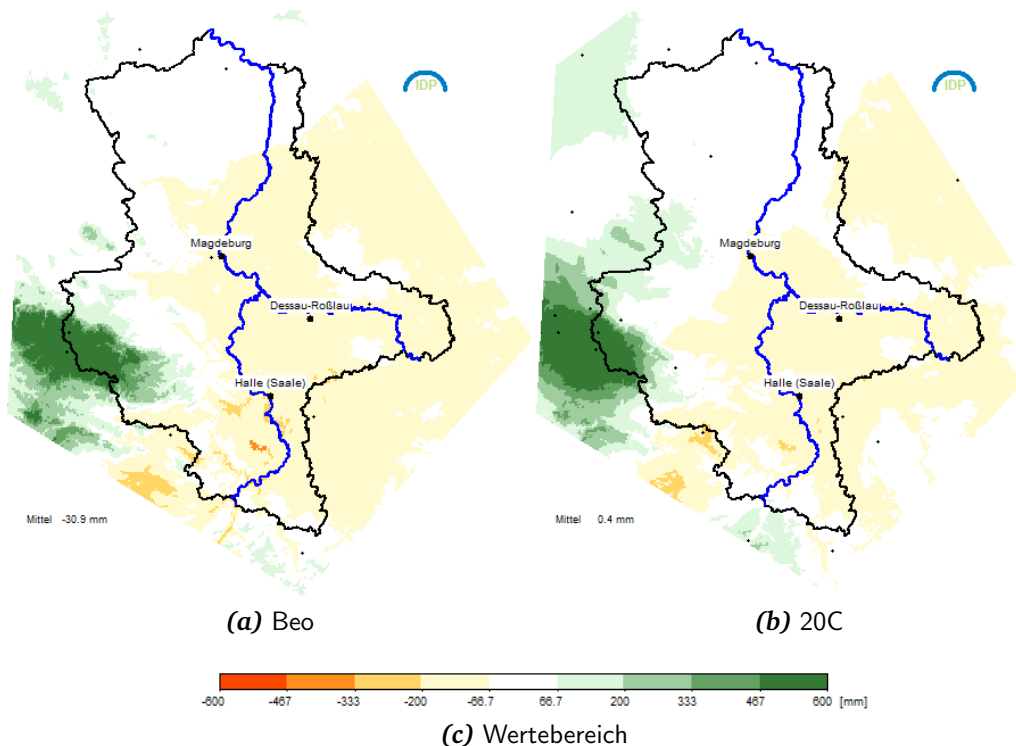 IDP
IDP
Magdeburg
Magdeburg
Dessau-Roßlau
Dessau-Roßlau
Halle (Saale)
Halle (Saale)
Mittel -30.9 mm
Mittel 0.4 mm
(a) Beo
(b) 20C
-600 -467 -333 -200 -66.7 66.7 200 333 467 600 [mm]
(c) Wertebereich